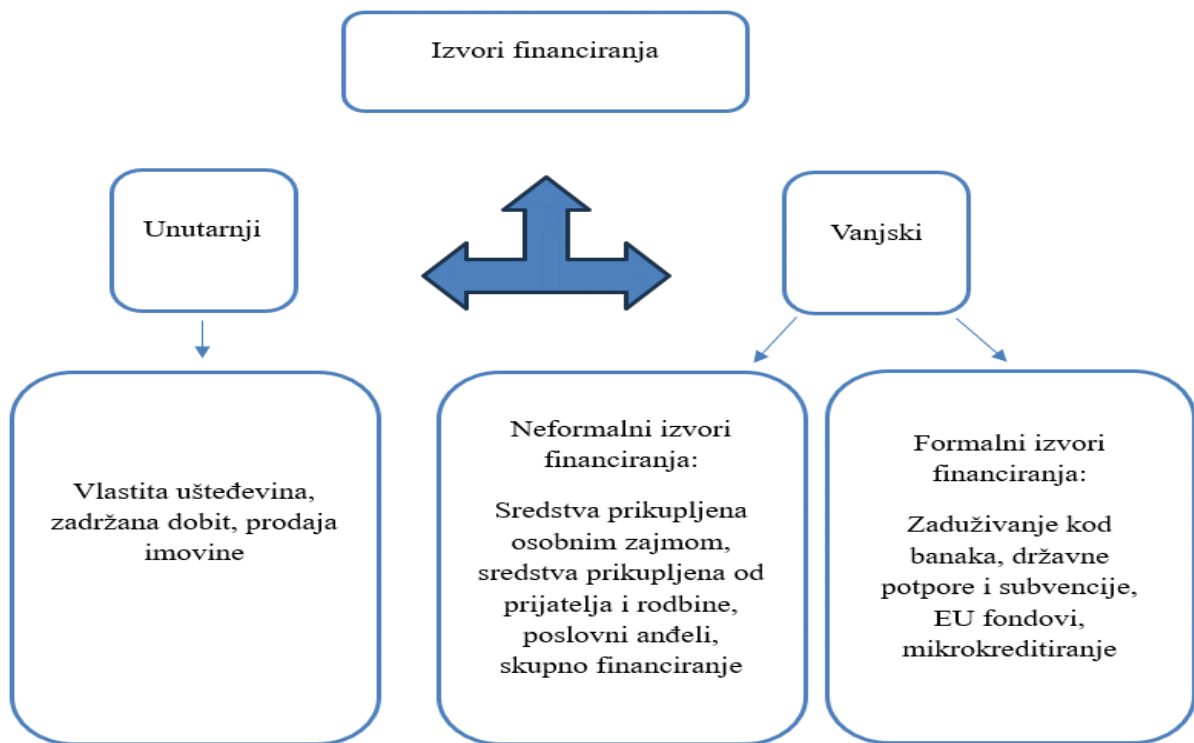 Izvori financiranja
Unutarnji
Vanjski
Vlastita ušteđevina,
zadržana dobit, prodaja
imovine
Neformalni izvori
financiranja:
Sredstva prikupljena
osobnim zajmom,
sredstva prikupljena od
prijatelja i rodbine,
poslovni anđeli,
skupno financiranje
Formalni izvori
financiranja:
Zaduživanje kod
banaka, državne
potpore i subvencije,
EU fondovi,
mikrokreditiranje